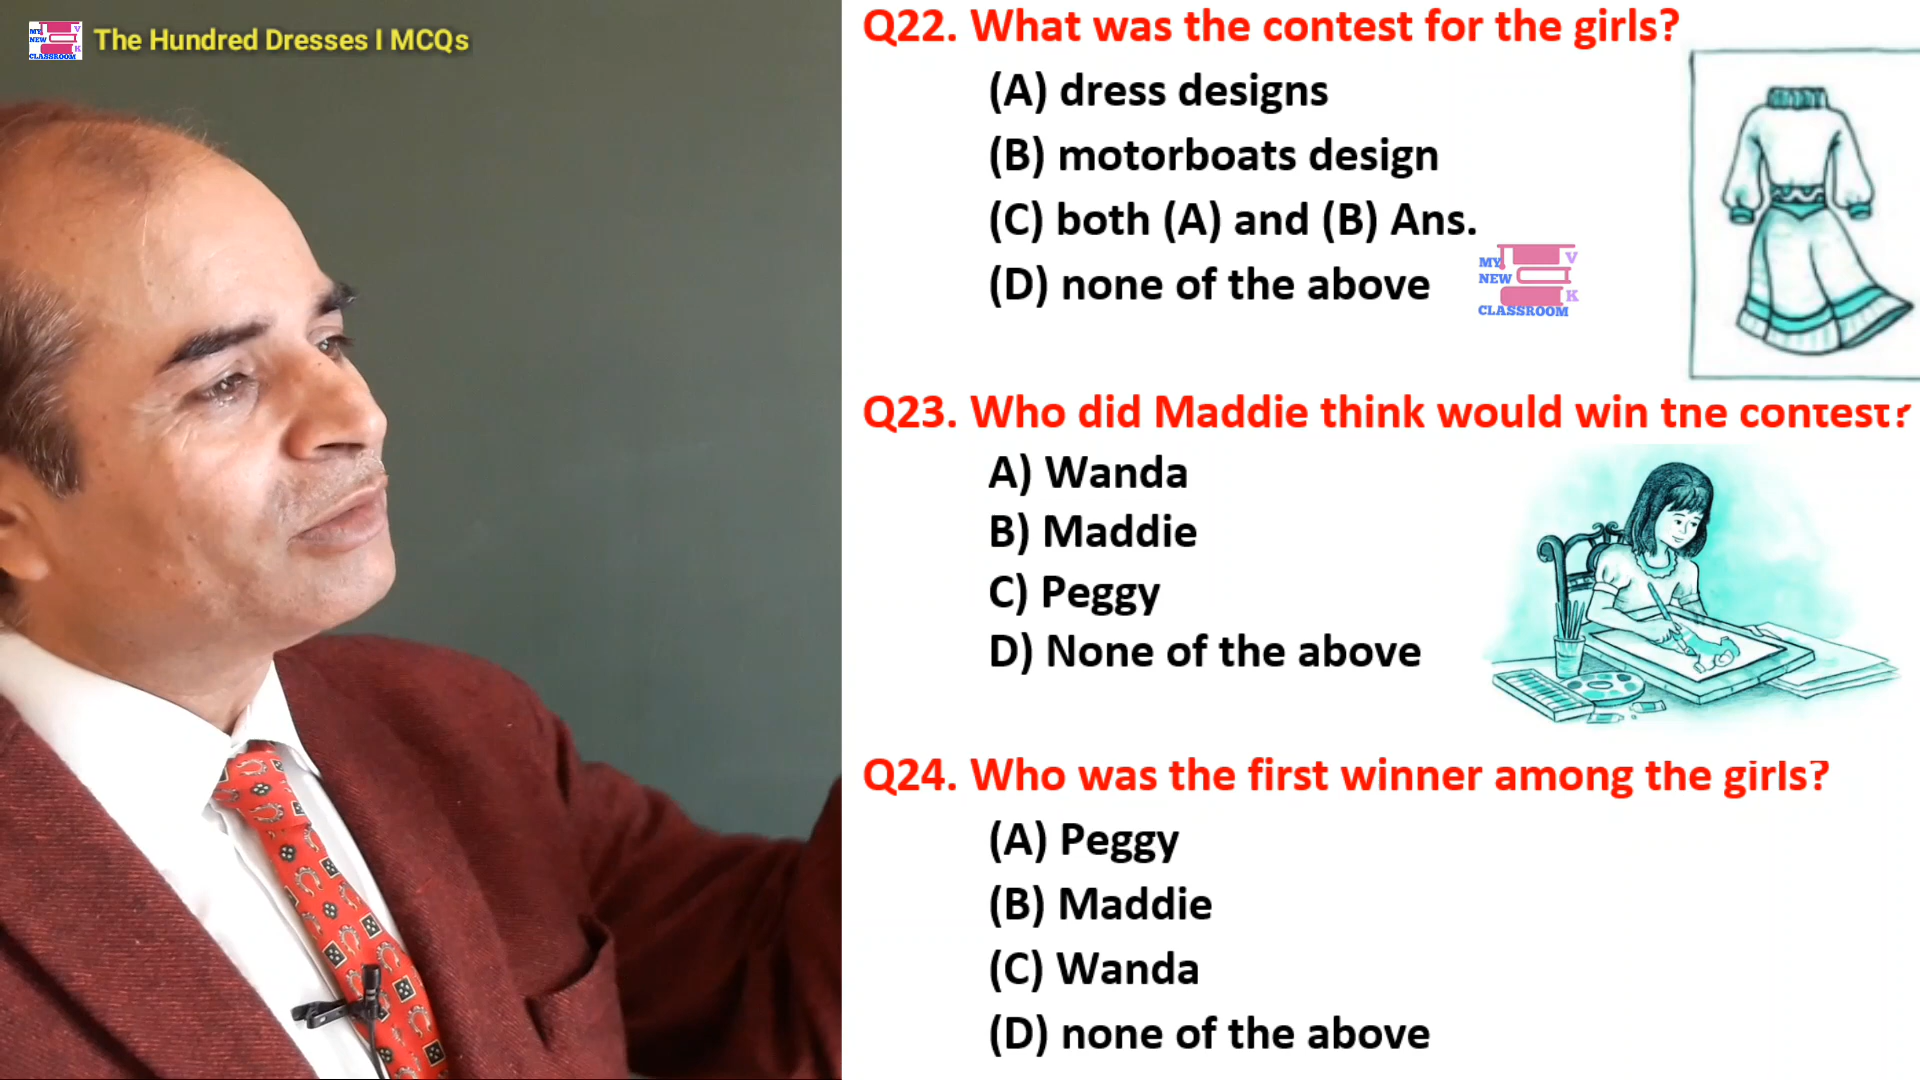 MY
NEW
CLASSROOM
V
K
The Hundred Dresses I MCQs
Q22. What was the contest for the girls?
(A) dress designs
(B) motorboats design
(C) both (A) and (B) Ans.
(D) none of the above
MY
NEW
CLASSROOM
V
K
Q23. Who did Maddie think would win the contest?
A) Wanda
B) Maddie
C) Peggy
D) None of the above
Q24. Who was the first winner among the girls?
(A) Peggy
(B) Maddie
(C) Wanda
(D) none of the above